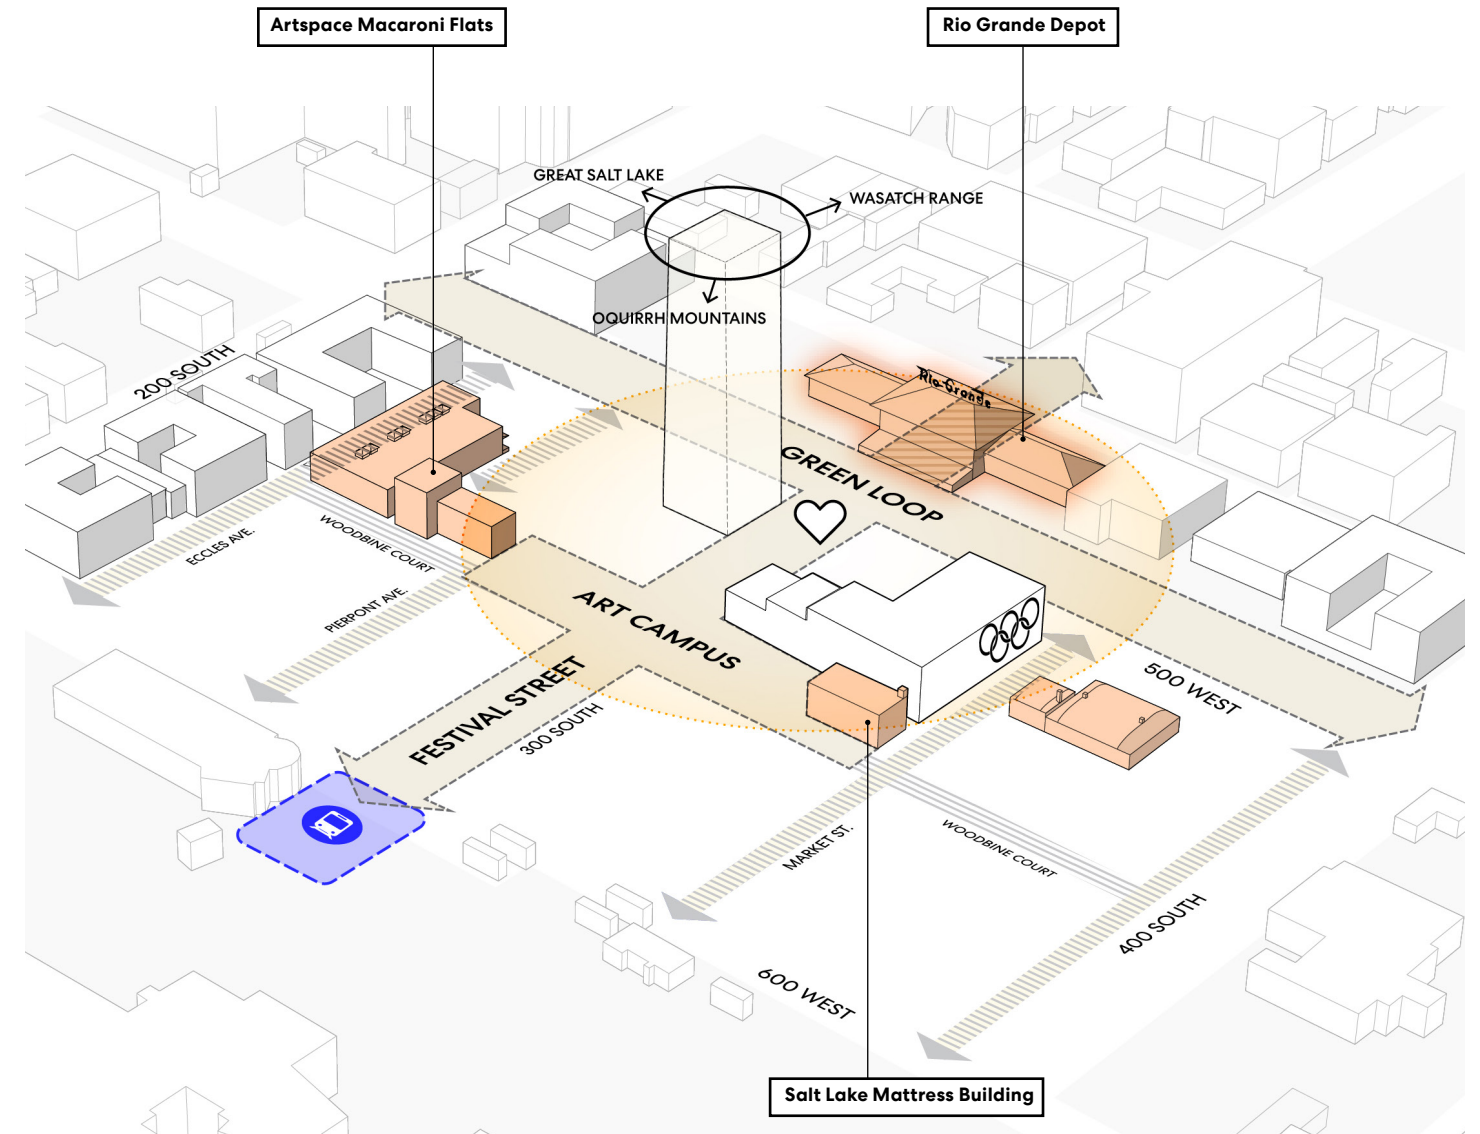 Artspace Macaroni Flats
Rio Grande Depot
GREAT SALT LAKE
WASATCH RANGE
OQUIRRH MOUNTAINS
200 SOUTH
Rio Grande
GREEN LOOP
ECCLES AVE.
WOODBINE COURT
PIERPONT AVE.
ART CAMPUS
FESTIVAL STREET
300 SOUTH
500 WEST
MARKET ST.
WOODBINE COURT
400 SOUTH
600 WEST
Salt Lake Mattress Building